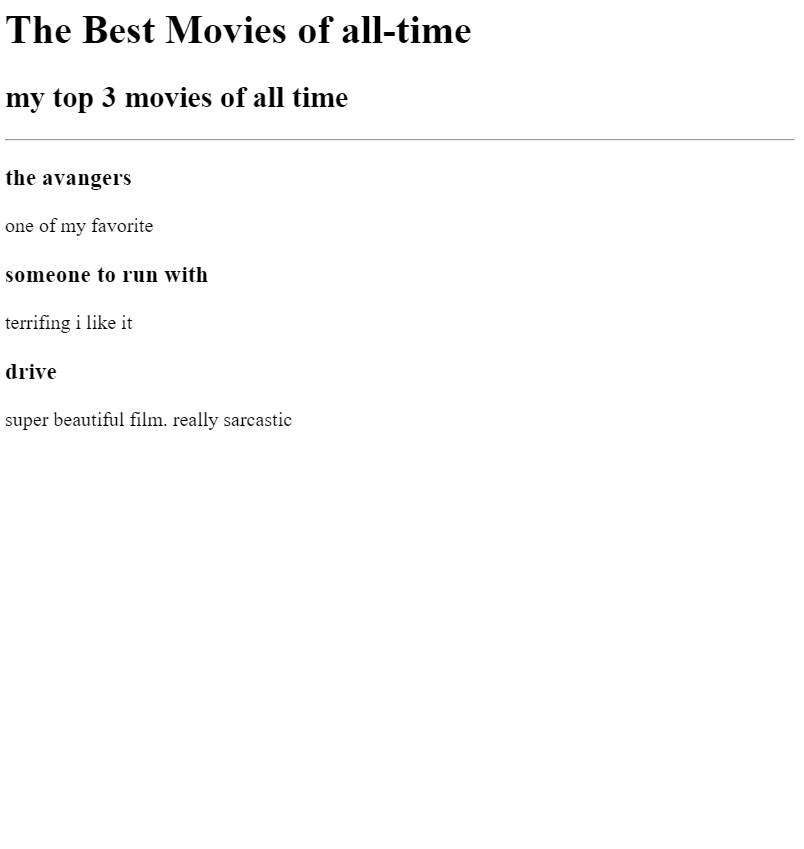 The Best Movies of all-time
my top 3 movies of all time
the avangers
one of my favorite
someone to run with
terrifing i like it
drive
super beautiful film. really sarcastic